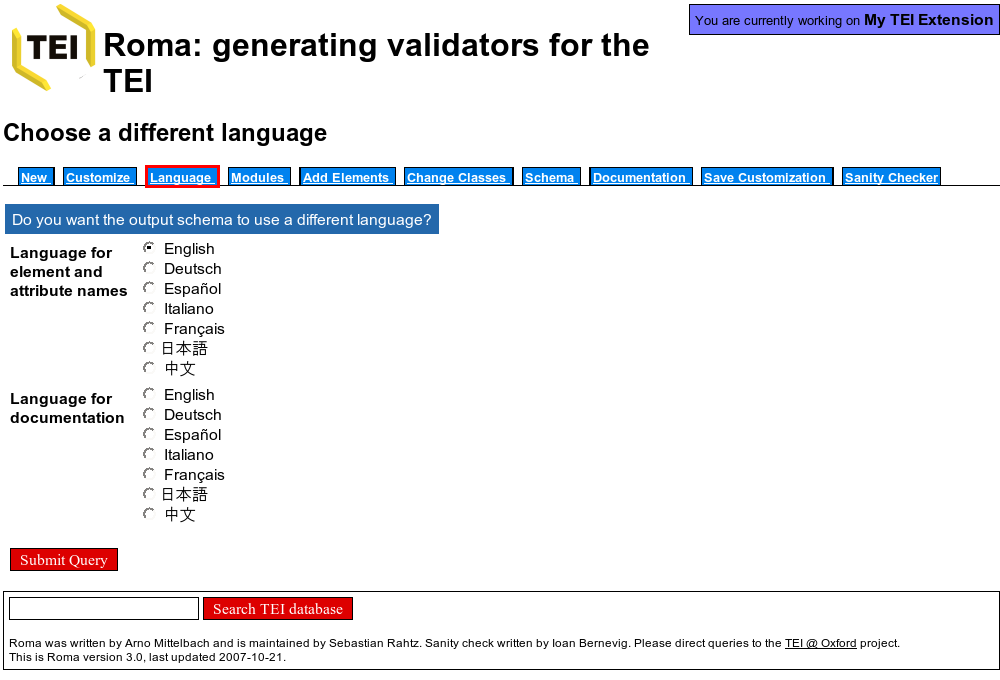 You are currently working on My TEI Extension
TEI
Roma: generating validators for the
TEI
Choose a different language
New Customize Language Modules Add Elements Change Classes Schema Documentation Save Customization Sanity Checker
Do you want the output schema to use a different language?
Language for
element and
attribute names
English
Deutsch
Español
Italiano
Français
日本語
中文
Language for
documentation
English
Deutsch
Español
Italiano
Français
日本語
中文
Submit Query
Search TEI database
Roma was written by Arno Mittelbach and is maintained by Sebastian Rahtz. Sanity check written by Ioan Bernevig. Please direct queries to the TEI @ Oxford project.
This is Roma version 3.0, last updated 2007-10-21.